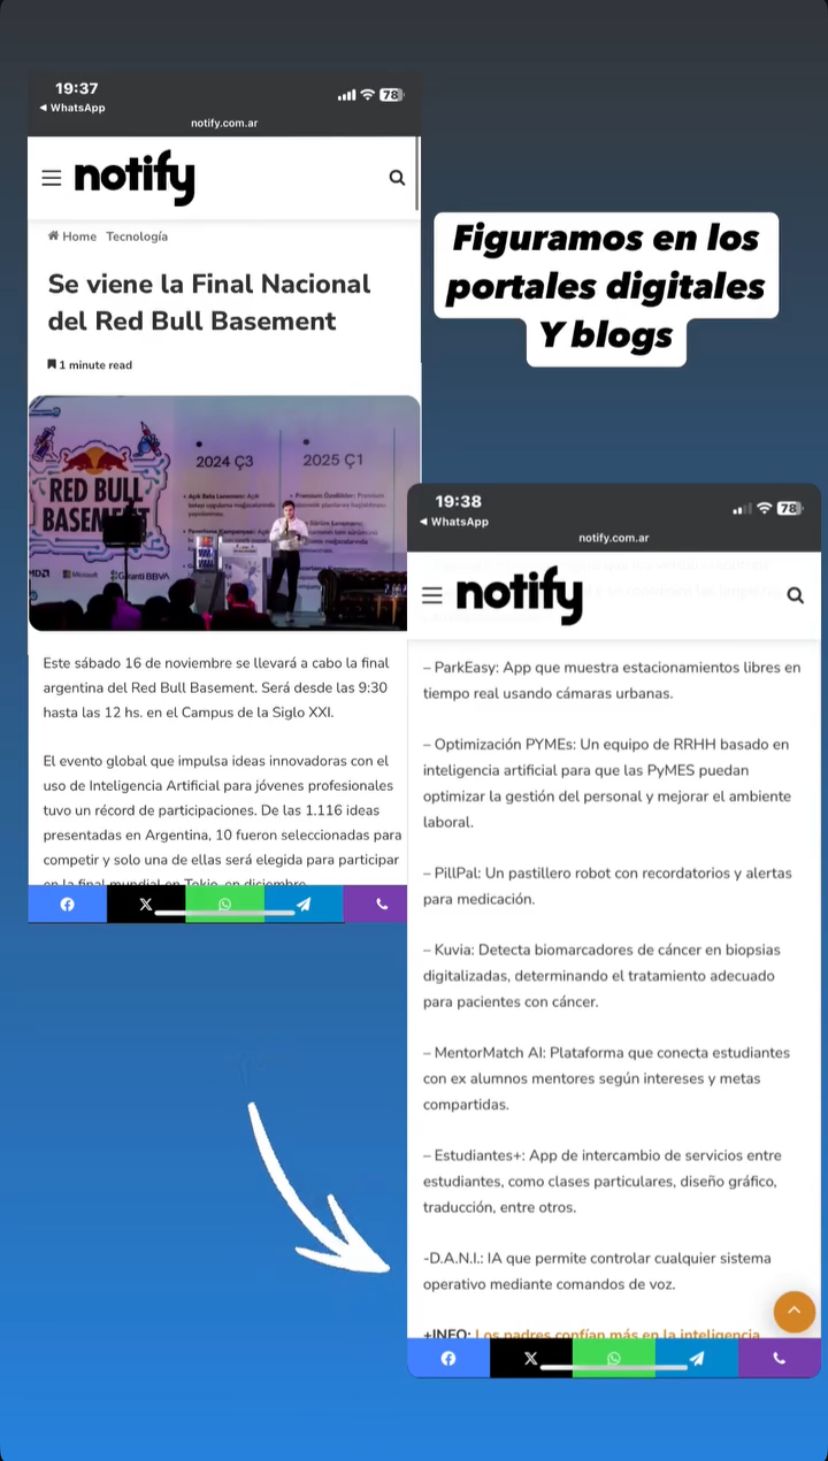 19:37
78
WhatsApp
notify.com.ar
notify
Home Tecnología
Se viene la Final Nacional
del Red Bull Basement
1 minute read
2024 Ç3
2025 Ç1
RED BULL
BASEMENT
Microsoft
Garanti BBVA
Este sábado 16 de noviembre se llevará a cabo la final
argentina del Red Bull Basement. Será desde las 9:30
hasta las 12 hs. en el Campus de la Siglo XXI.
El evento global que impulsa ideas innovadoras con el
uso de Inteligencia Artificial para jóvenes profesionales
tuvo un récord de participaciones. De las 1.116 ideas
presentadas en Argentina, 10 fueron seleccionadas para
competir y solo una de ellas será elegida para participar
en la final mundial en Tokio, en diciembre
Figuramos en los
portales digitales
Y blogs
19:38
78
WhatsApp
notify.com.ar
notify
– ParkEasy: App que muestra estacionamientos libres en
tiempo real usando cámaras urbanas.
– Optimización PYMEs: Un equipo de RRHH basado en
inteligencia artificial para que las PyMES puedan
optimizar la gestión del personal y mejorar el ambiente
laboral.
– PillPal: Un pastillero robot con recordatorios y alertas
para medicación.
– Kuvia: Detecta biomarcadores de cáncer en biopsias
digitalizadas, determinando el tratamiento adecuado
para pacientes con cáncer.
– MentorMatch AI: Plataforma que conecta estudiantes
con ex alumnos mentores según intereses y metas
compartidas.
– Estudiantes+: App de intercambio de servicios entre
estudiantes, como clases particulares, diseño gráfico,
traducción, entre otros.
-D.A.N.I.: IA que permite controlar cualquier sistema
operativo mediante comandos de voz.
+INFO: Los padres confían más en la inteligencia